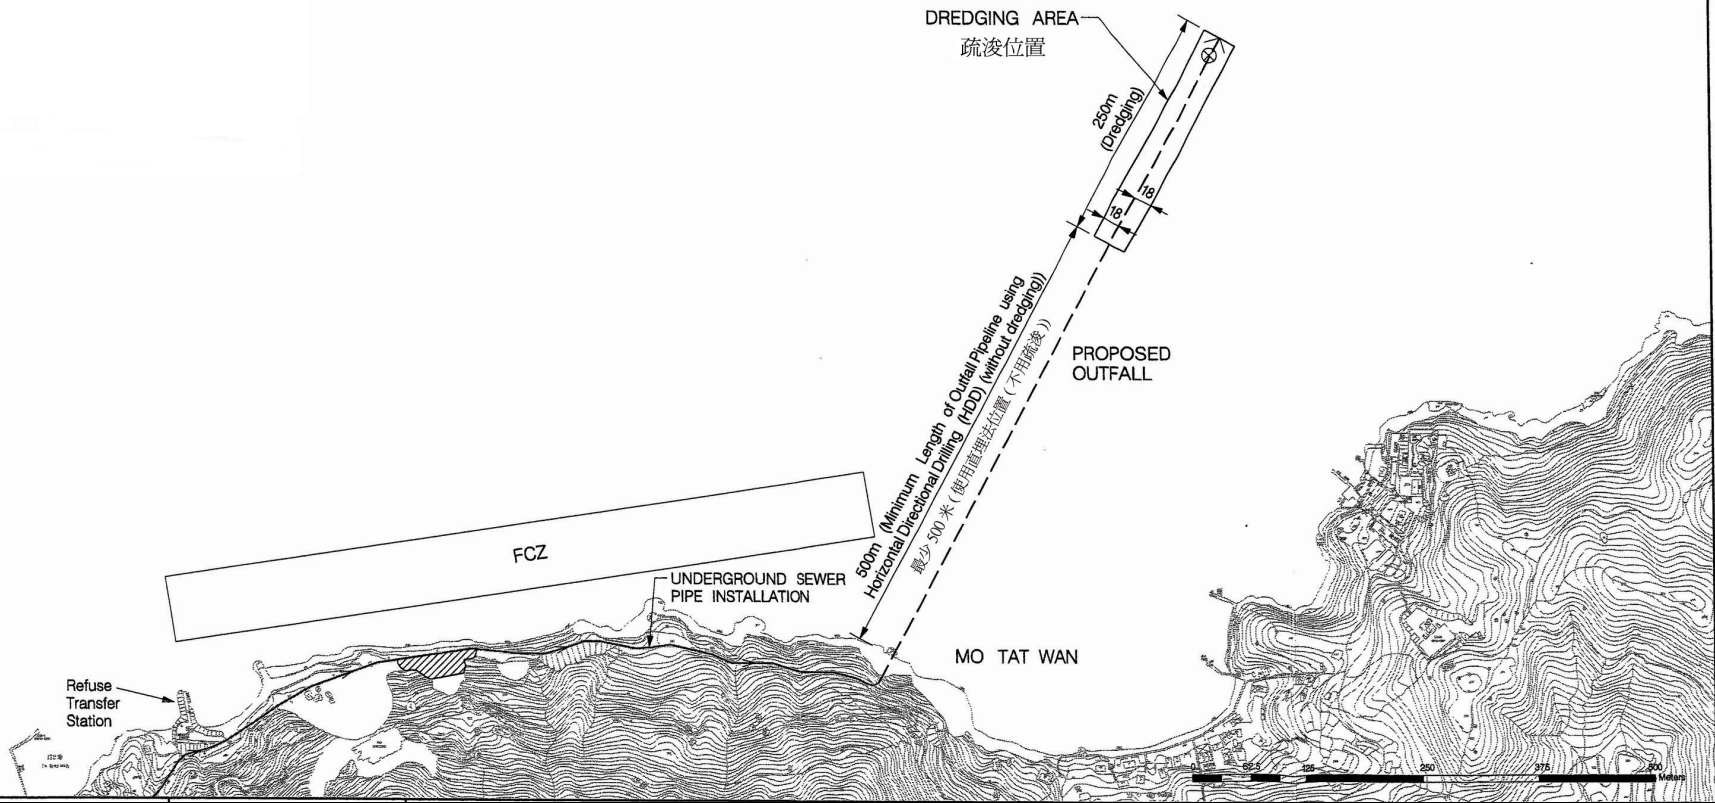 DREDGING AREA
疏浚位置
250m
(Dredging)
18
18
500m (Minimum Length of Outfall Pipeline using
Horizontal Directional Drilling (HDD) (without dredging))
最少 500 米 ( 使用直埋法位置 ( 不用疏浚 ))
PROPOSED
OUTFALL
FCZ
UNDERGROUND SEWER
PIPE INSTALLATION
MO TAT WAN
Refuse
Transfer
Station
0 62.5 125 250 375 500
Meters